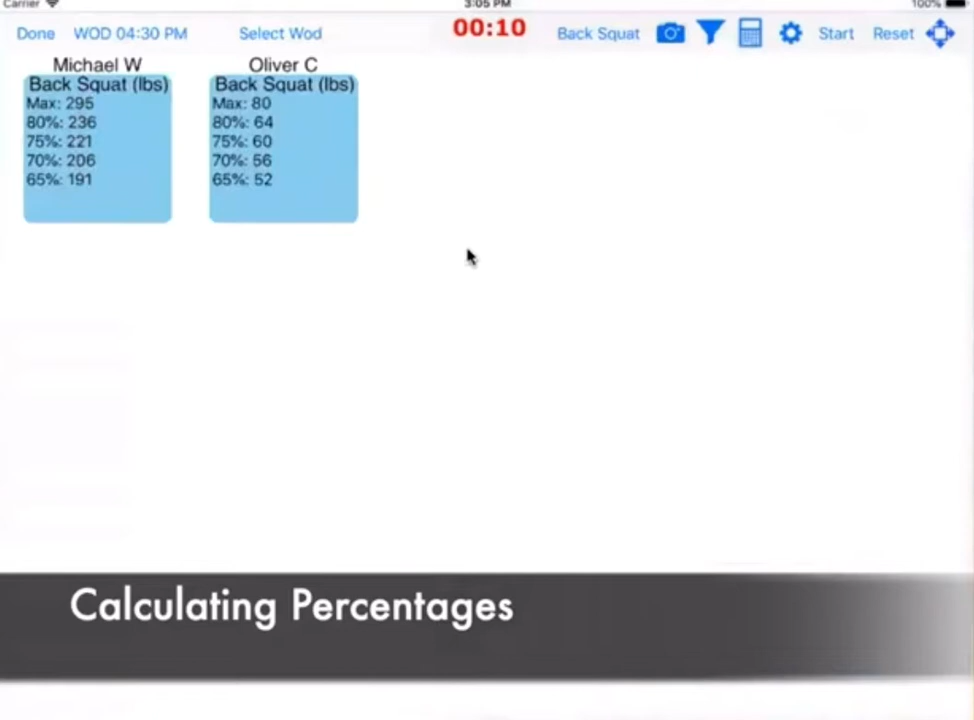 Carrier 3:05 PM 100%
Done WOD 04:30 PM Select Wod 00:10 Back Squat Start Reset
Michael W
Back Squat (lbs)
Max: 295
80%: 236
75%: 221
70%: 206
65%: 191
Oliver C
Back Squat (lbs)
Max: 80
80%: 64
75%: 60
70%: 56
65%: 52
Calculating Percentages